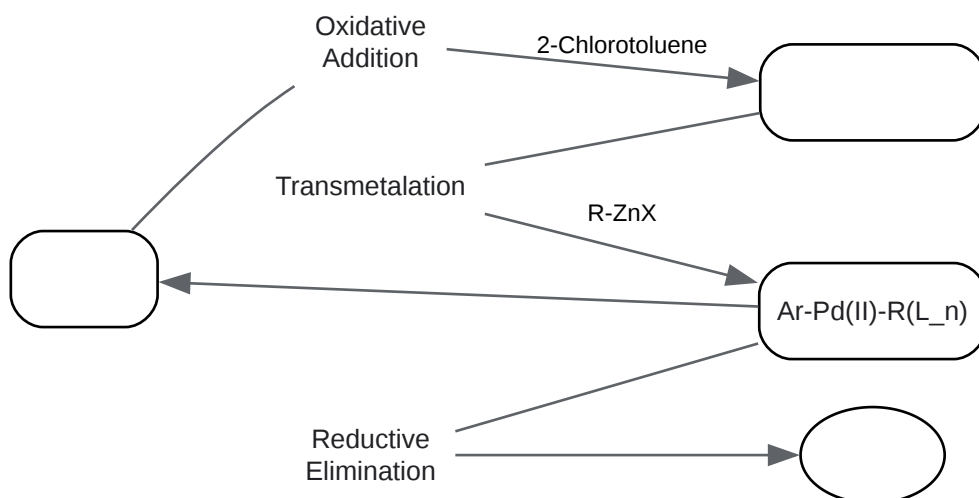 Oxidative
Addition
2-Chlorotoluene
Transmetalation
R-ZnX
Ar-Pd(II)-R(L_n)
Reductive
Elimination